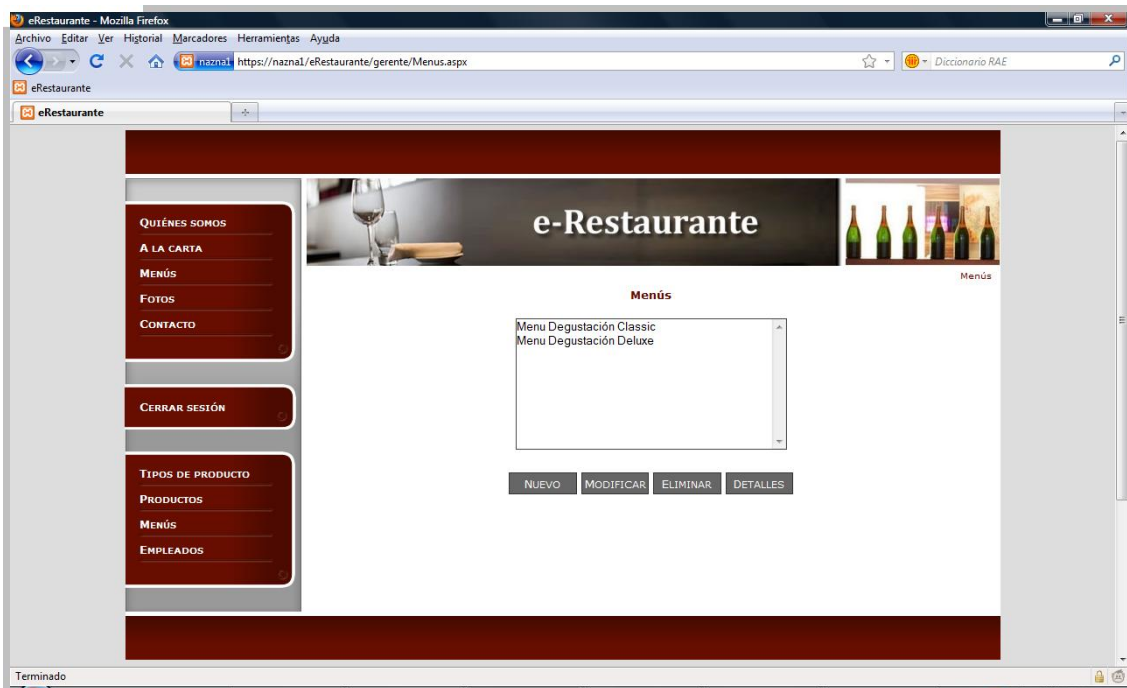 eRestaurante - Mozilla Firefox
Archivo Editar Ver Historial Marcadores Herramientas Ayuda
nazna1 https://nazna1/eRestaurante/gerente/Menus.aspx Diccionario RAE
eRestaurante
eRestaurante
e-Restaurante
Quiénes somos
A la carta
Menús
Fotos
Contacto
Cerrar sesión
Tipos de producto
Productos
Menús
Empleados
Menús
Menús
Menu Degustación Classic
Menu Degustación Deluxe
Nuevo Modificar Eliminar Detalles
Terminado